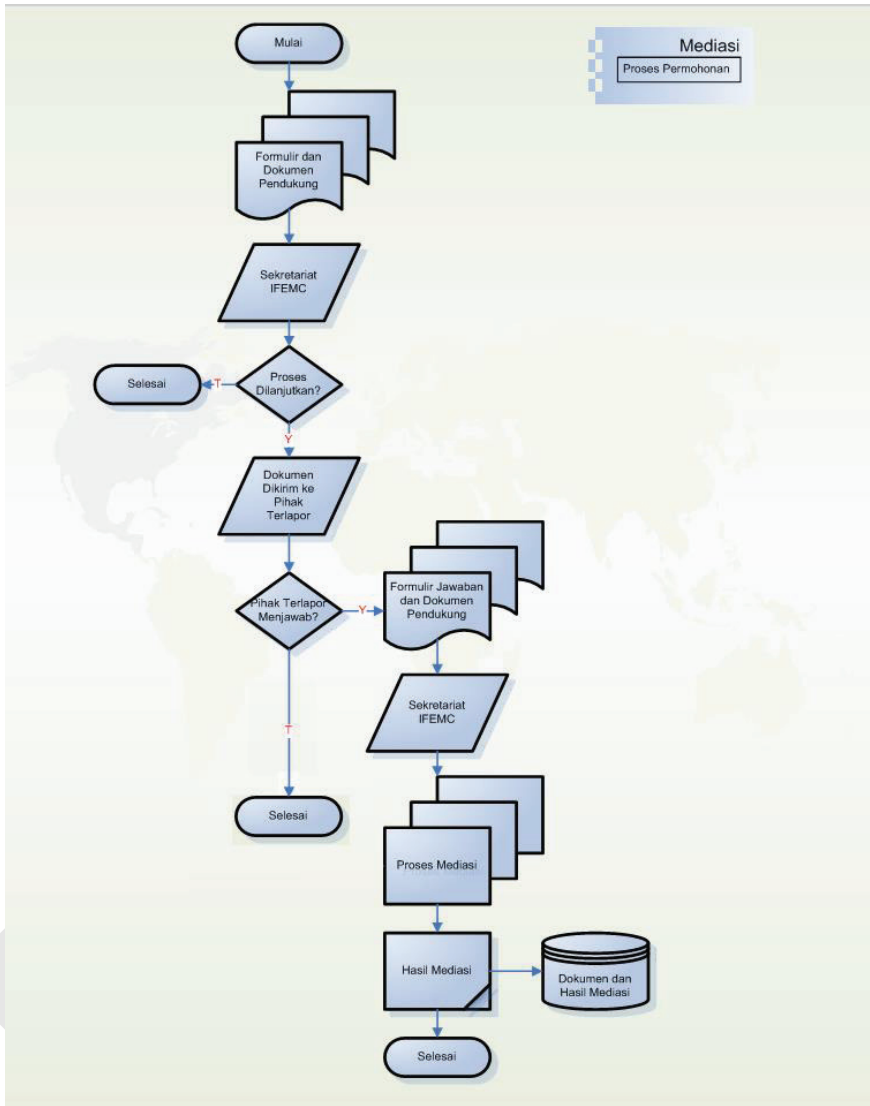 Mulai
Mediasi
Proses Permohonan
Formulir dan
Dokumen
Pendukung
Sekretariat
IFEMC
Proses
Dilanjutkan?
T
Selesai
Y
Dokumen
Dikirim ke
Pihak
Terlapor
Pihak Terlapor
Menjawab?
Y
Formulir Jawaban
dan Dokumen
Pendukung
Sekretariat
IFEMC
T
Selesai
Proses Mediasi
Hasil Mediasi
Dokumen dan
Hasil Mediasi
Selesai